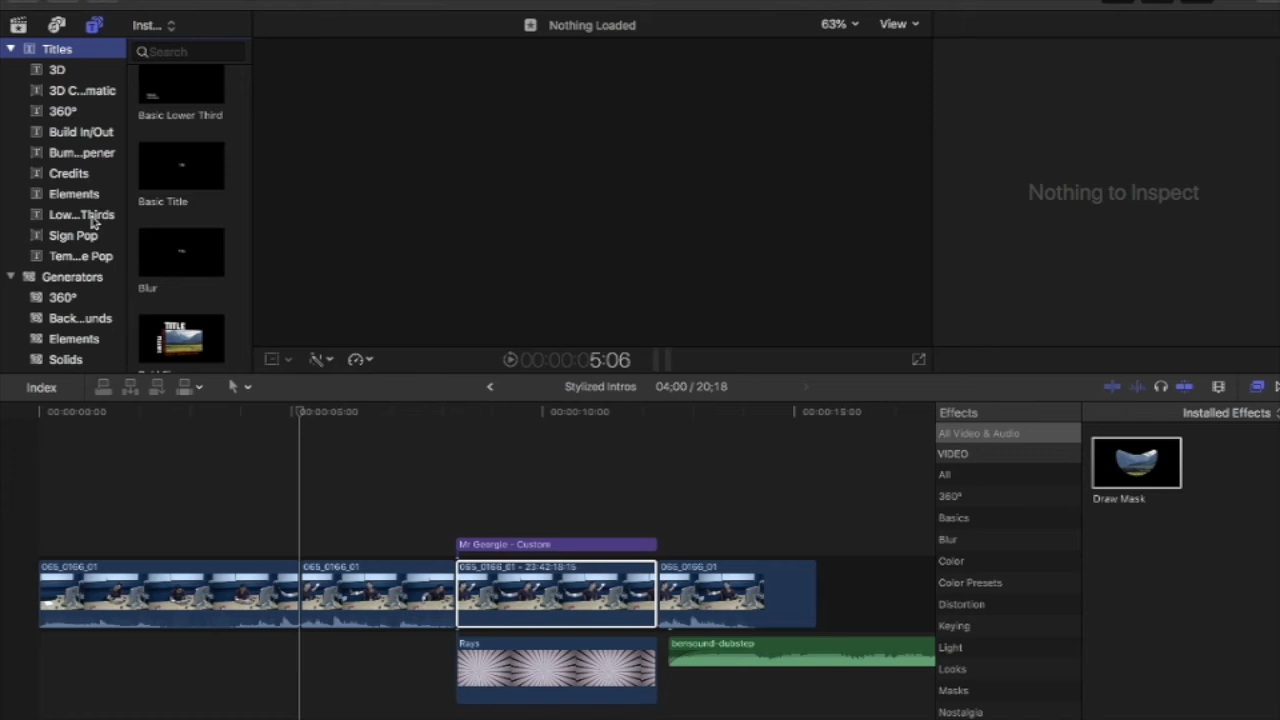 Inst...
Nothing Loaded
63%
View
Titles
Search
3D
3D C...matic
360°
Basic Lower Third
Build In/Out
Bum...pener
Credits
Elements
Basic Title
Low...Thirds
Nothing to Inspect
Sign Pop
Tem...e Pop
Generators
Blur
360°
Back...unds
Elements
TITLE
Solids
00:00:00:05:06
Index
Stylized Intros
04;00 / 20;18
00:00:00:00
00:00:05:00
00:00:10:00
00:00:15:00
Effects
Installed Effects
All Video & Audio
VIDEO
All
360°
Draw Mask
Basics
Blur
Mr Georgie - Custom
Color
065_0166_01
065_0166_01
065_0166_01 - 23:42:18:15
065_0166_01
Color Presets
Distortion
Keying
Rays
bensound-dubstep
Light
Looks
Masks
Nostalgia